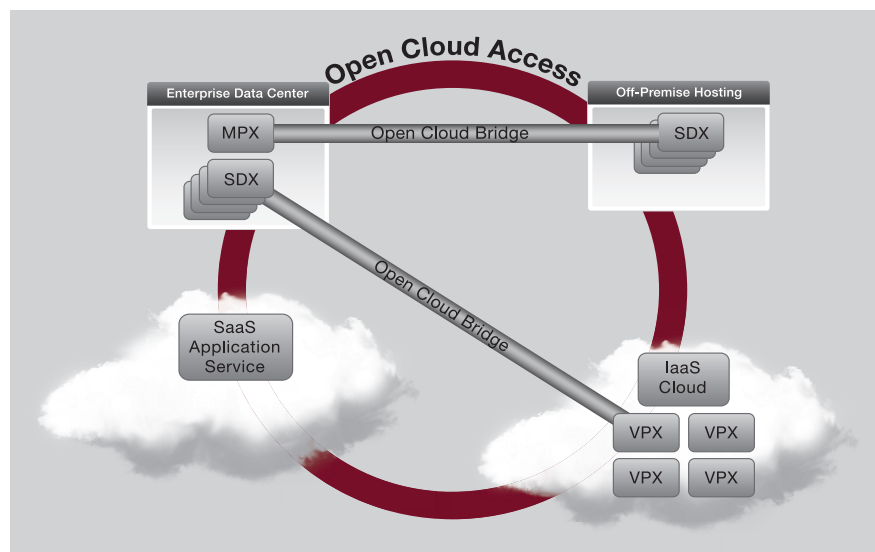 Open Cloud Access
Enterprise Data Center
Off-Premise Hosting
MPX
Open Cloud Bridge
SDX
SDX
Open Cloud Bridge
SaaS
Application
Service
IaaS
Cloud
VPX
VPX
VPX
VPX